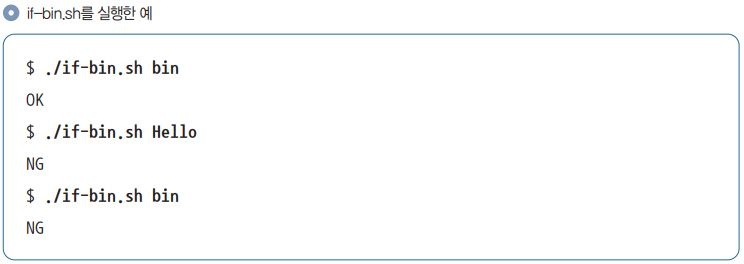 if-bin.sh를 실행한 예
$ ./if-bin.sh bin
OK
$ ./if-bin.sh Hello
NG
$ ./if-bin.sh bin
NG